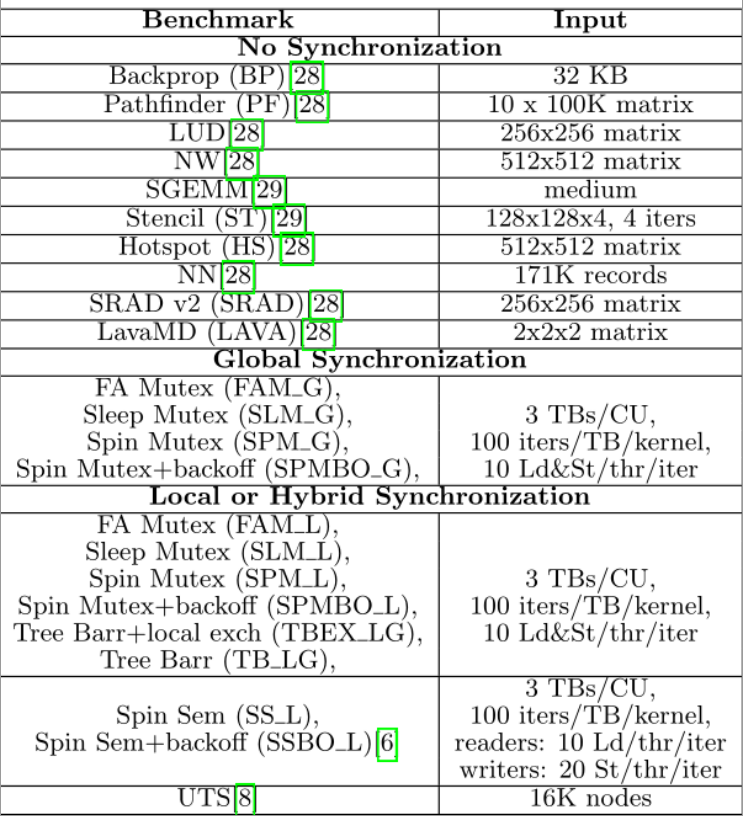 Benchmark Input
No Synchronization
Backprop (BP)[28] 32 KB
Pathfinder (PF)[28] 10 x 100K matrix
LUD[28] 256x256 matrix
NW[28] 512x512 matrix
SGEMM[29] medium
Stencil (ST)[29] 128x128x4, 4 iters
Hotspot (HS)[28] 512x512 matrix
NN[28] 171K records
SRAD v2 (SRAD)[28] 256x256 matrix
LavaMD (LAVA)[28] 2x2x2 matrix
Global Synchronization
FA Mutex (FAM_G),
Sleep Mutex (SLM_G),
Spin Mutex (SPM_G),
Spin Mutex+backoff (SPMBO_G),
3 TBs/CU,
100 iters/TB/kernel,
10 Ld&St/thr/iter
Local or Hybrid Synchronization
FA Mutex (FAM_L),
Sleep Mutex (SLM_L),
Spin Mutex (SPM_L),
Spin Mutex+backoff (SPMBO_L),
Tree Barr+local exch (TBEX_LG),
Tree Barr (TB_LG),
3 TBs/CU,
100 iters/TB/kernel,
10 Ld&St/thr/iter
Spin Sem (SS_L),
Spin Sem+backoff (SSBO_L)[6]
3 TBs/CU,
100 iters/TB/kernel,
readers: 10 Ld/thr/iter
writers: 20 St/thr/iter
UTS[8] 16K nodes